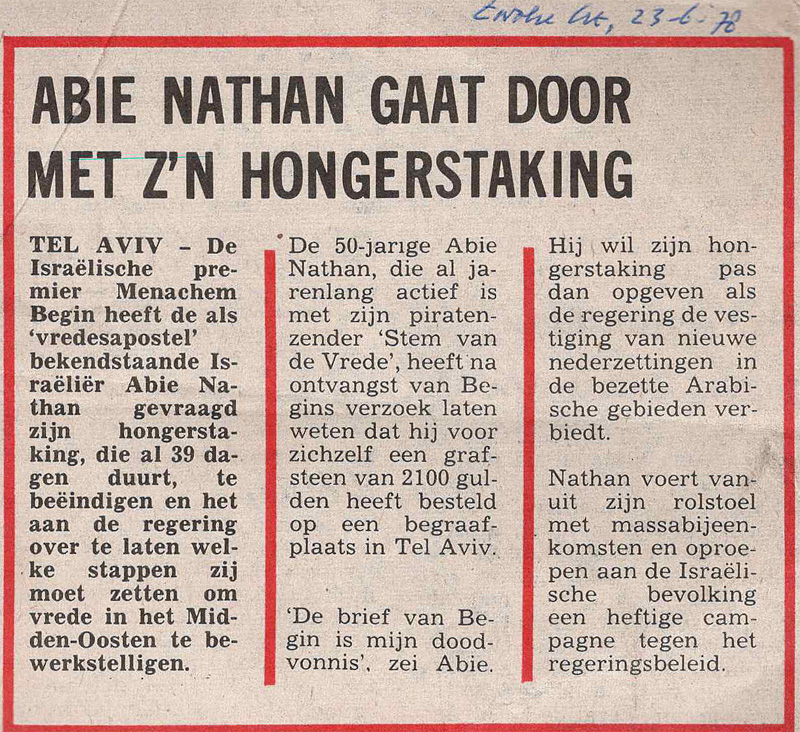 23-6-78
ABIE NATHAN GAAT DOOR
MET Z'N HONGERSTAKING
TEL AVIV – De
Israëlische pre-
mier Menachem
Begin heeft de als
‘vredesapostel’
bekendstaande Is-
raëliër Abie Na-
than gevraagd
zijn hongersta-
king, die al 39 da-
gen duurt, te
beëindigen en het
aan de regering
over te laten wel-
ke stappen zij
moet zetten om
vrede in het Mid-
den-Oosten te be-
werkstelligen.
De 50-jarige Abie
Nathan, die al ja-
renlang actief is
met zijn piraten-
zender ‘Stem van
de Vrede’, heeft na
ontvangst van Be-
gins verzoek laten
weten dat hij voor
zichzelf een graf-
steen van 2100 gul-
den heeft besteld
op een begraaf-
plaats in Tel Aviv.
‘De brief van Be-
gin is mijn dood-
vonnis’, zei Abie.
Hij wil zijn hon-
gerstaking pas
dan opgeven als
de regering de ves-
tiging van nieuwe
nederzettingen in
de bezette Arabi-
sche gebieden ver-
biedt.
Nathan voert van-
uit zijn rolstoel
met massabijeen-
komsten en oproe-
pen aan de Israëli-
sche bevolking
een heftige cam-
pagne tegen het
regeringsbeleid.